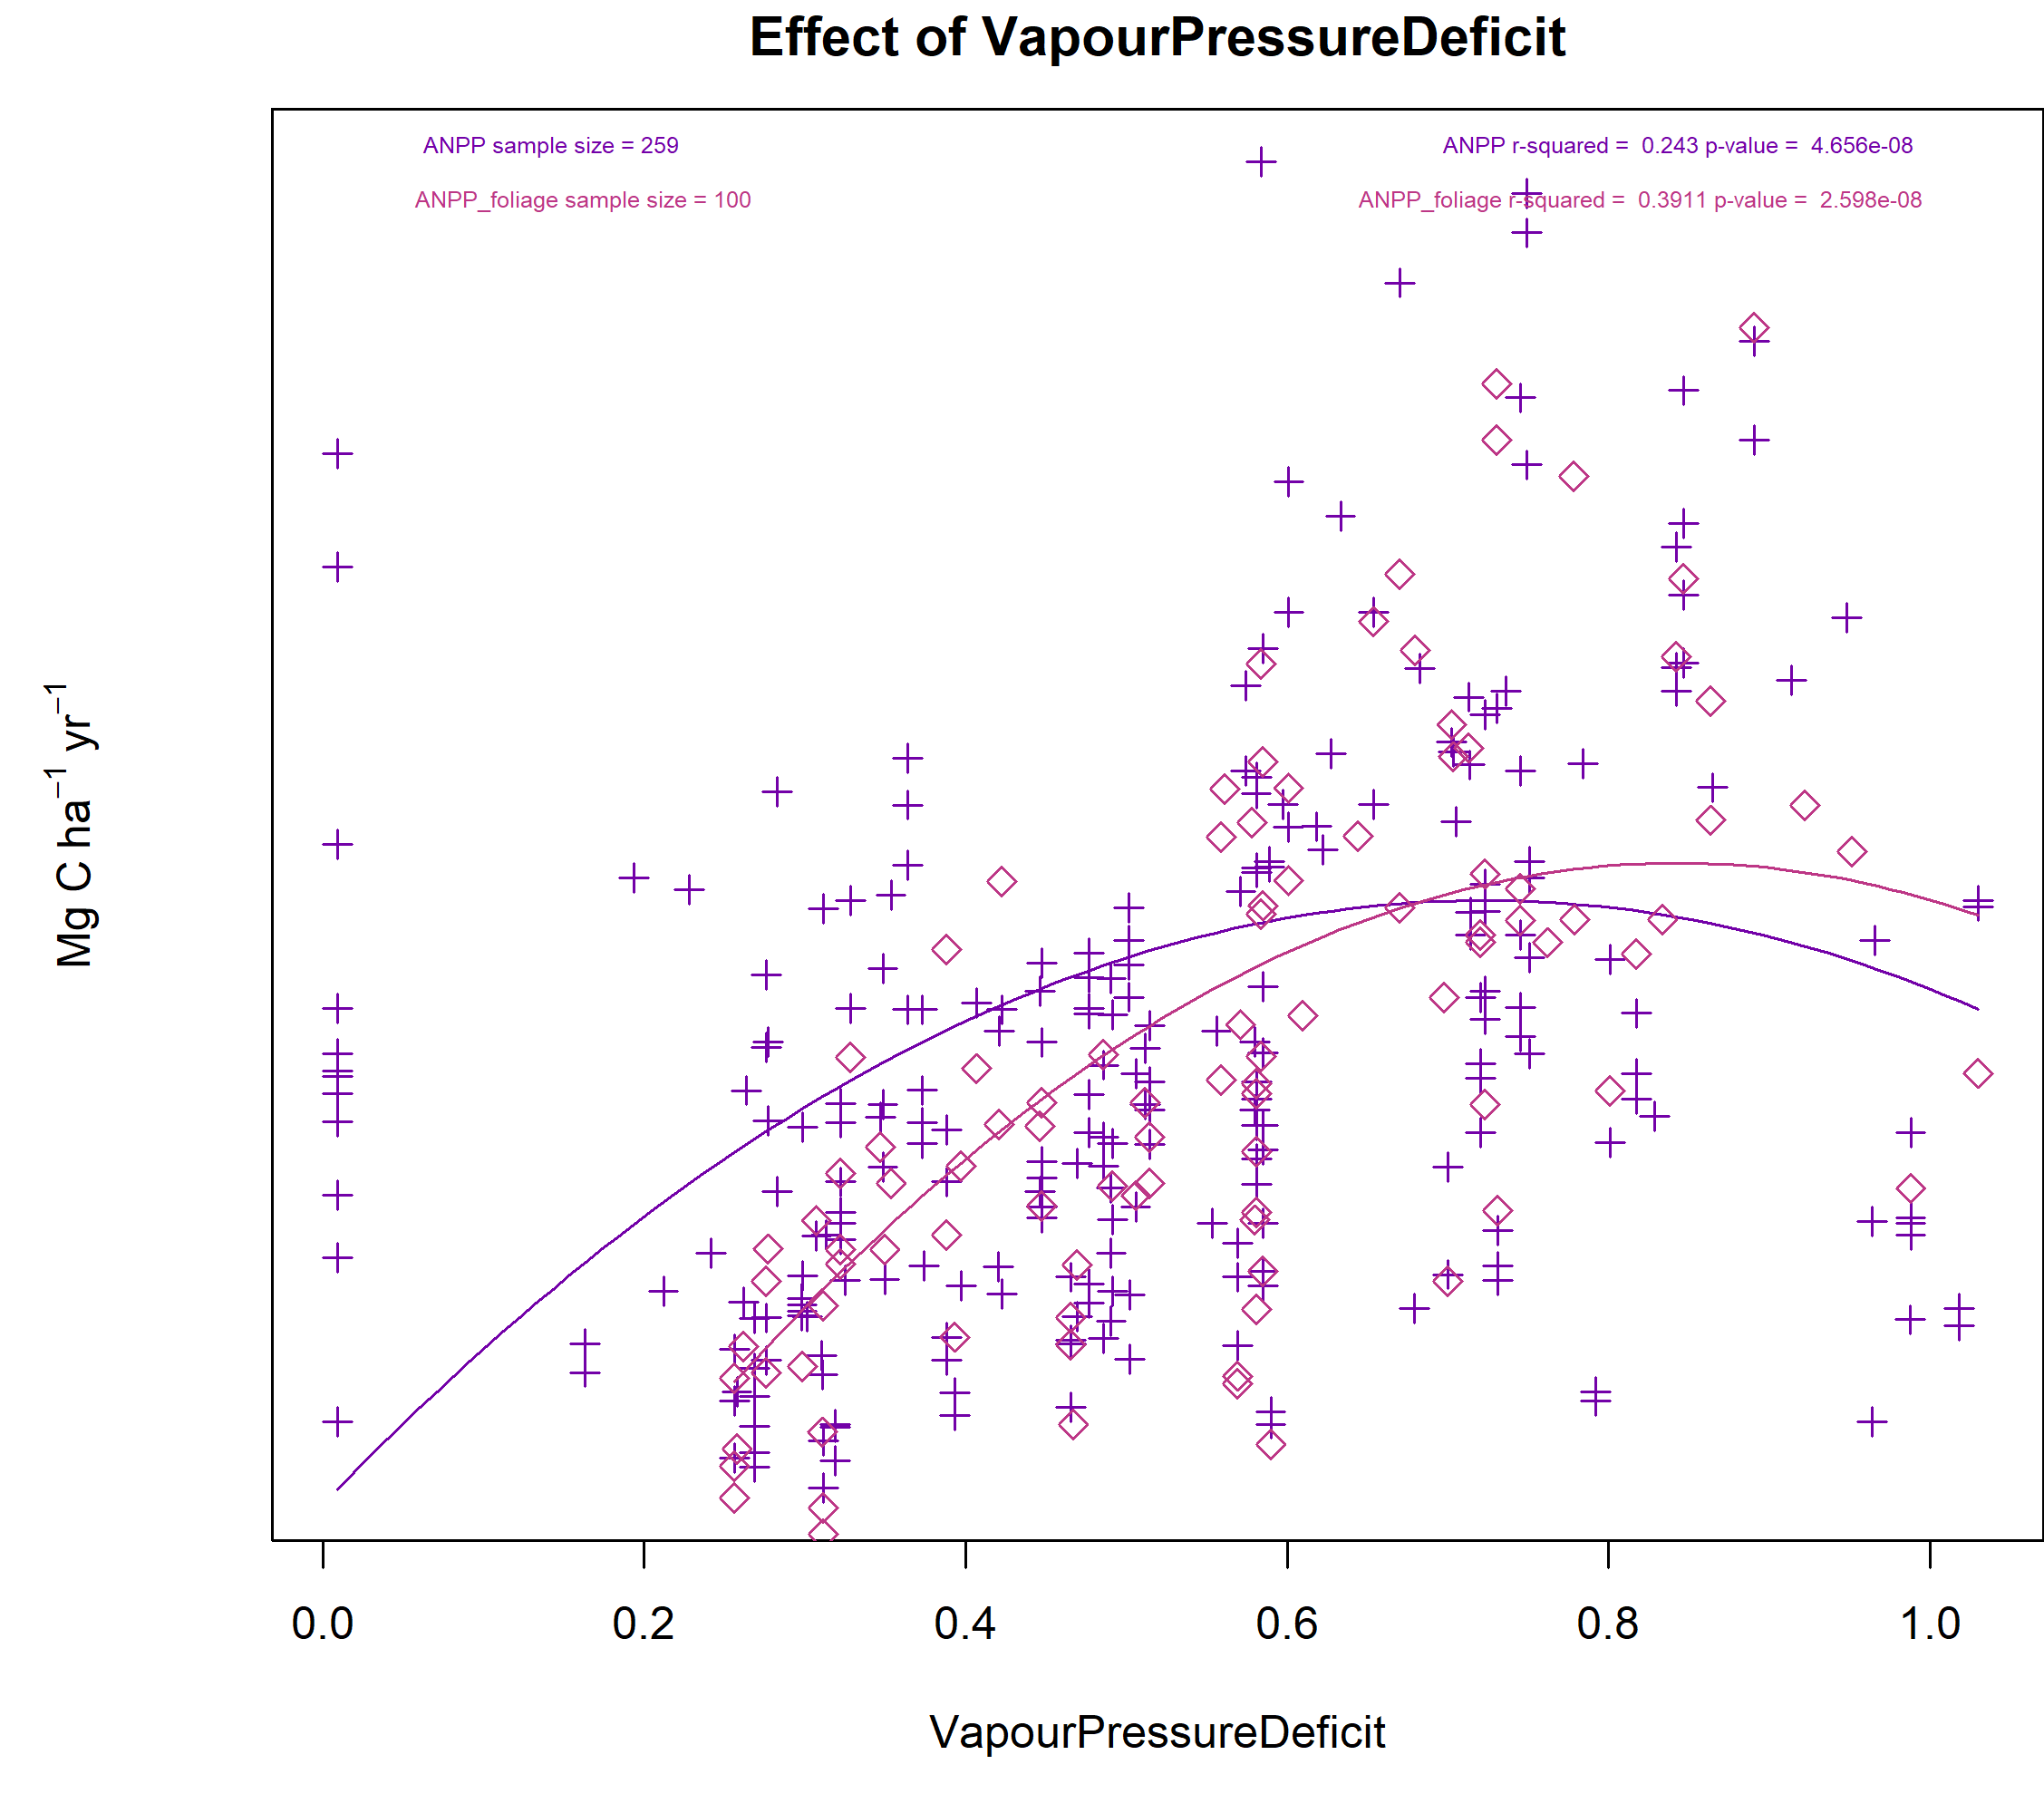 Effect of VapourPressureDeficit
ANPP sample size = 259
ANPP r-squared =  0.243 p-value =  4.656e-08
ANPP_foliage sample size = 100
ANPP_foliage r-squared =  0.3911 p-value =  2.598e-08
Mg C ha⁻¹ yr⁻¹
0.0 0.2 0.4 0.6 0.8 1.0
VapourPressureDeficit